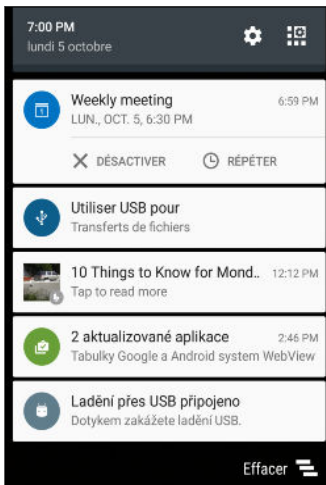 7:00 PM
lundi 5 octobre
Weekly meeting 6:59 PM
LUN., OCT. 5, 6:30 PM
DÉSACTIVER RÉPÉTER
Utiliser USB pour
Transferts de fichiers
10 Things to Know for Mond.. 12:12 PM
Tap to read more
2 aktualizované aplikace 2:46 PM
Tabulky Google a Android system WebView
Ladění přes USB připojeno
Dotykem zakážete ladění USB.
Effacer